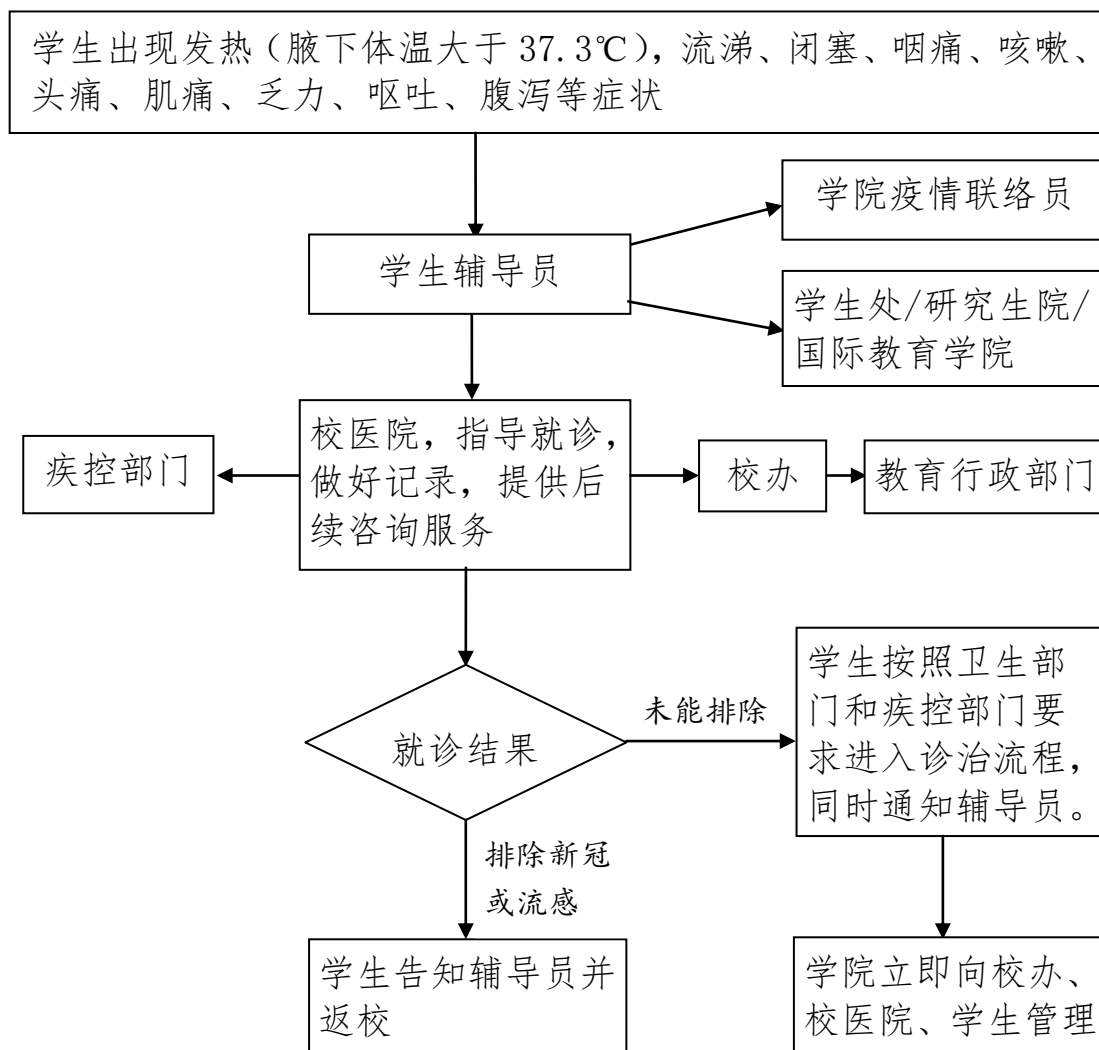 学生出现发热（腋下体温大于 37.3℃），流涕、闭塞、咽痛、咳嗽、
头痛、肌痛、乏力、呕吐、腹泻等症状
学院疫情联络员
学生辅导员
学生处/研究生院/
国际教育学院
校医院，指导就诊，
做好记录，提供后
续咨询服务
疾控部门
校办
教育行政部门
学生按照卫生部
门和疾控部门要
求进入诊治流程，
同时通知辅导员。
未能排除
就诊结果
排除新冠
或流感
学生告知辅导员并
返校
学院立即向校办、
校医院、学生管理